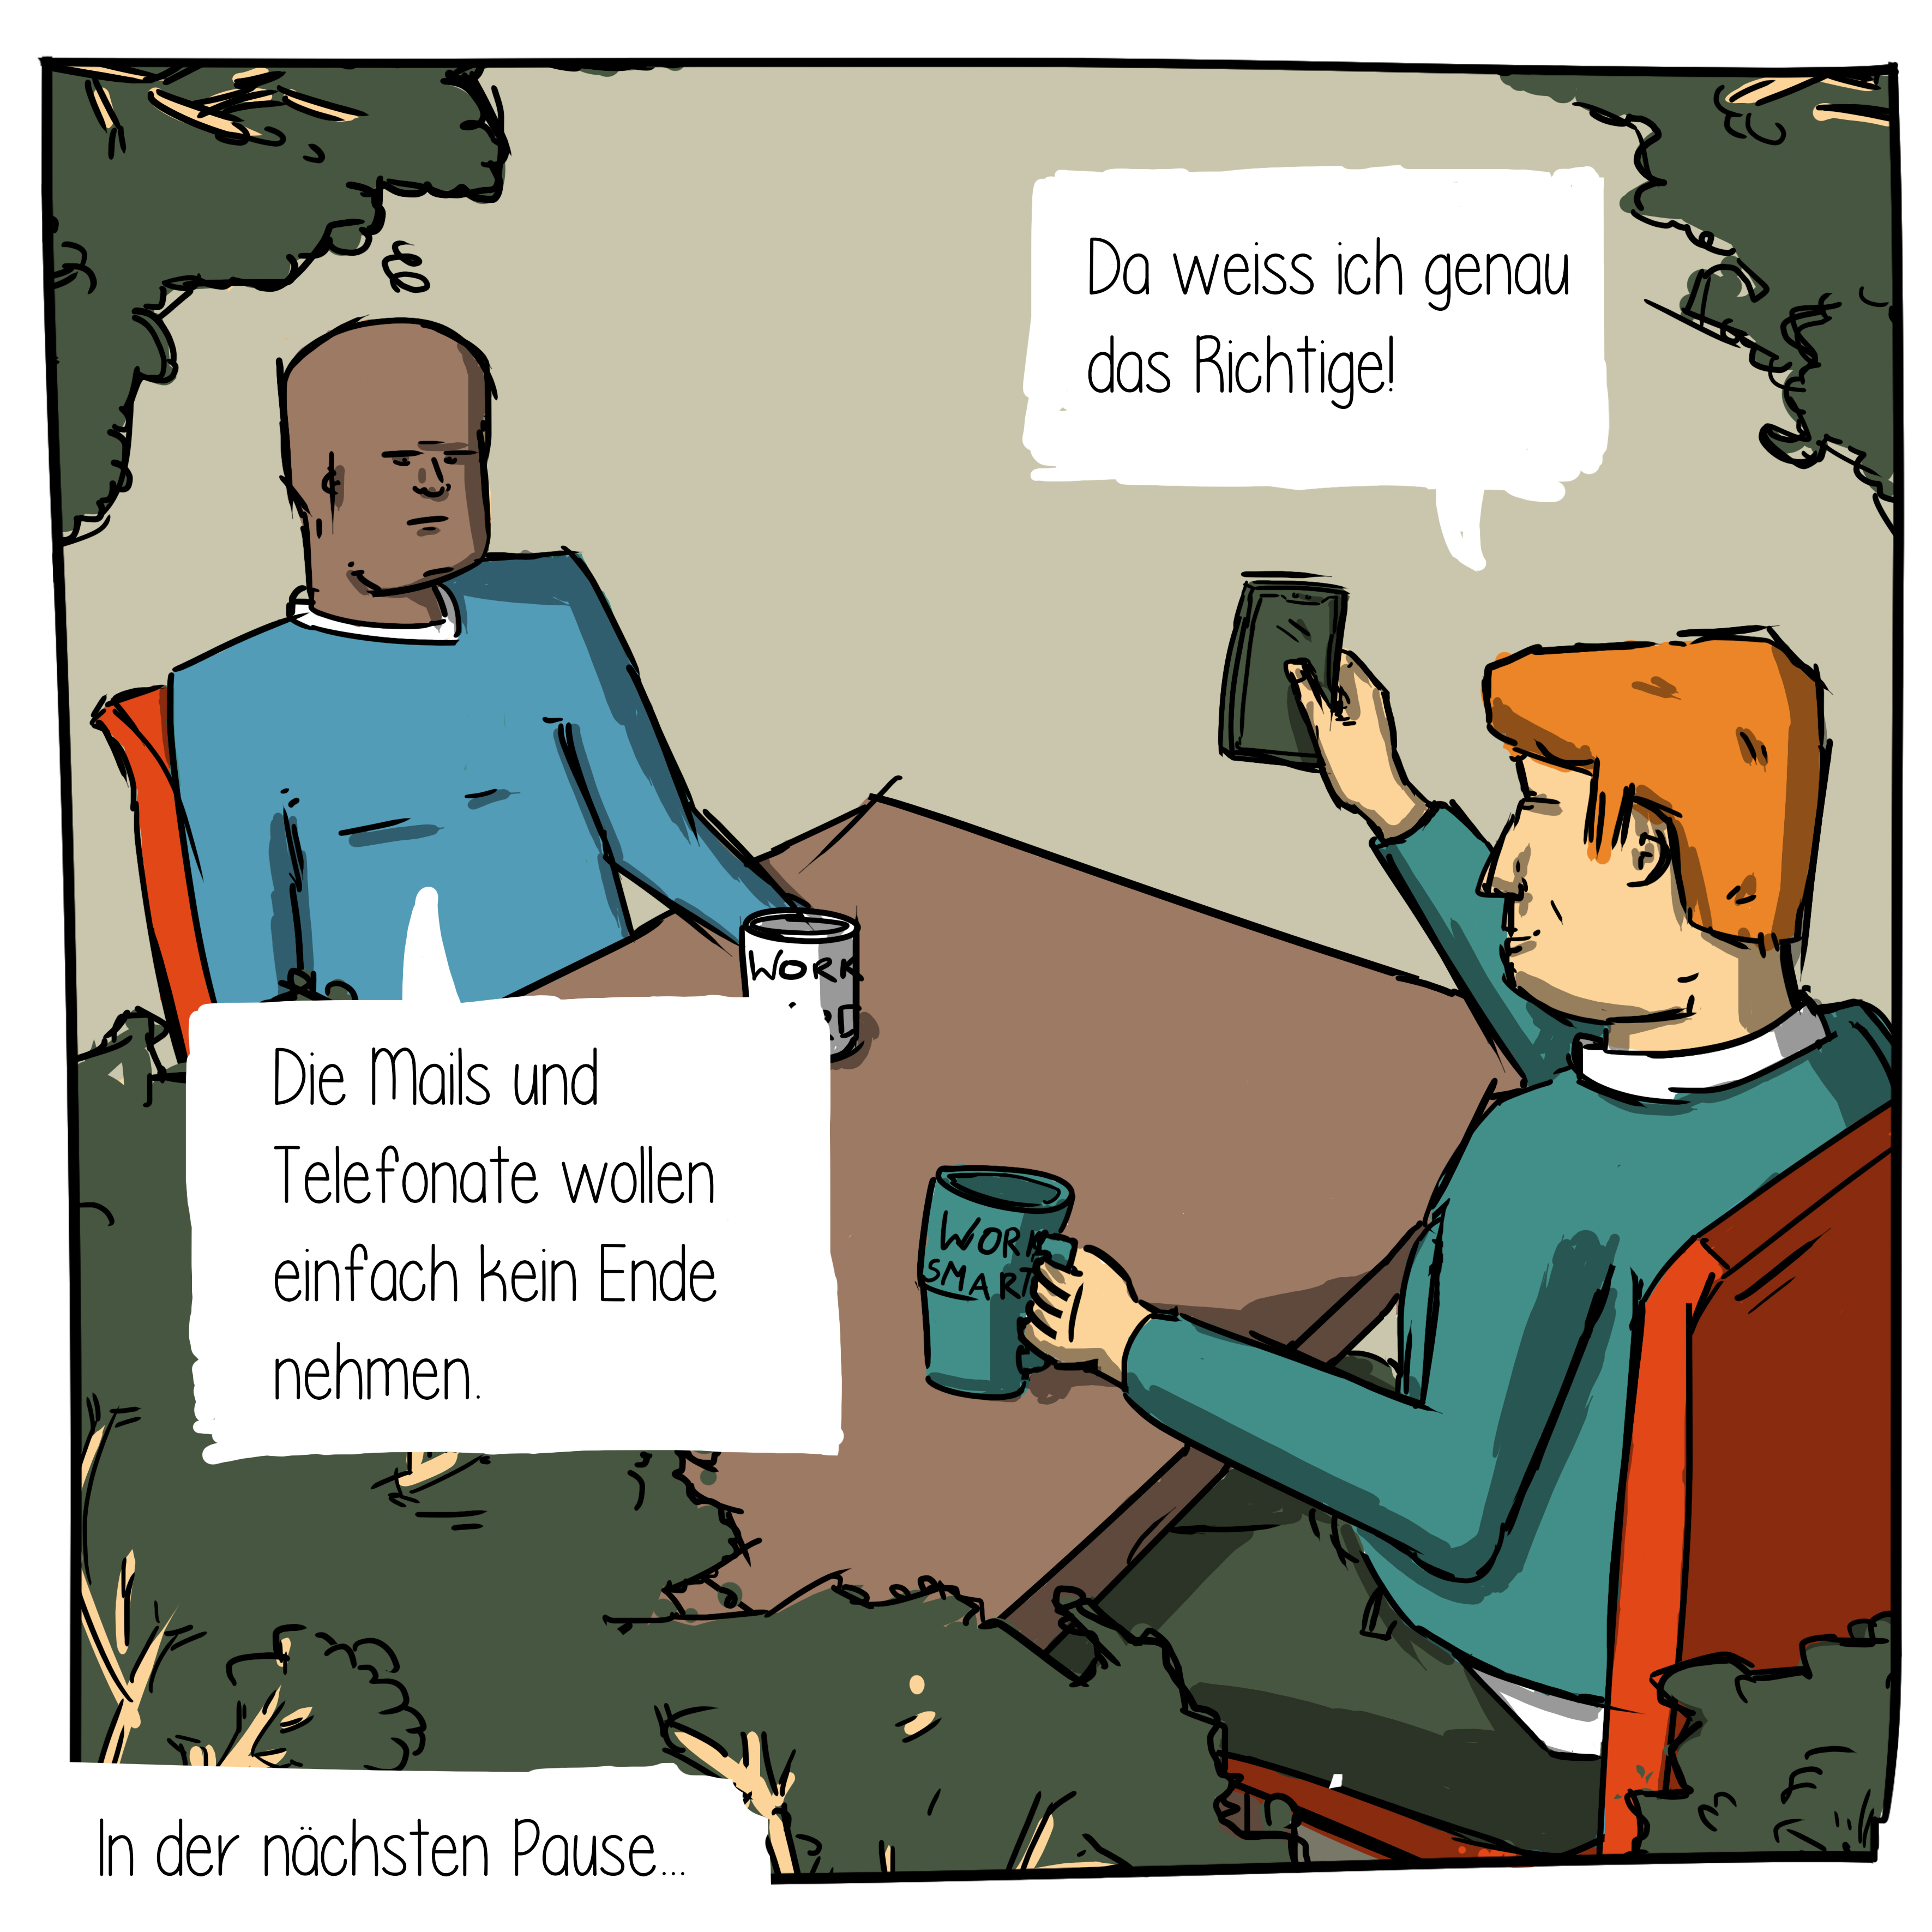 Da weiss ich genau
das Richtige!
Die Mails und
Telefonate wollen
einfach kein Ende
nehmen.
WORK
WORK
SMART
In der nächsten Pause...